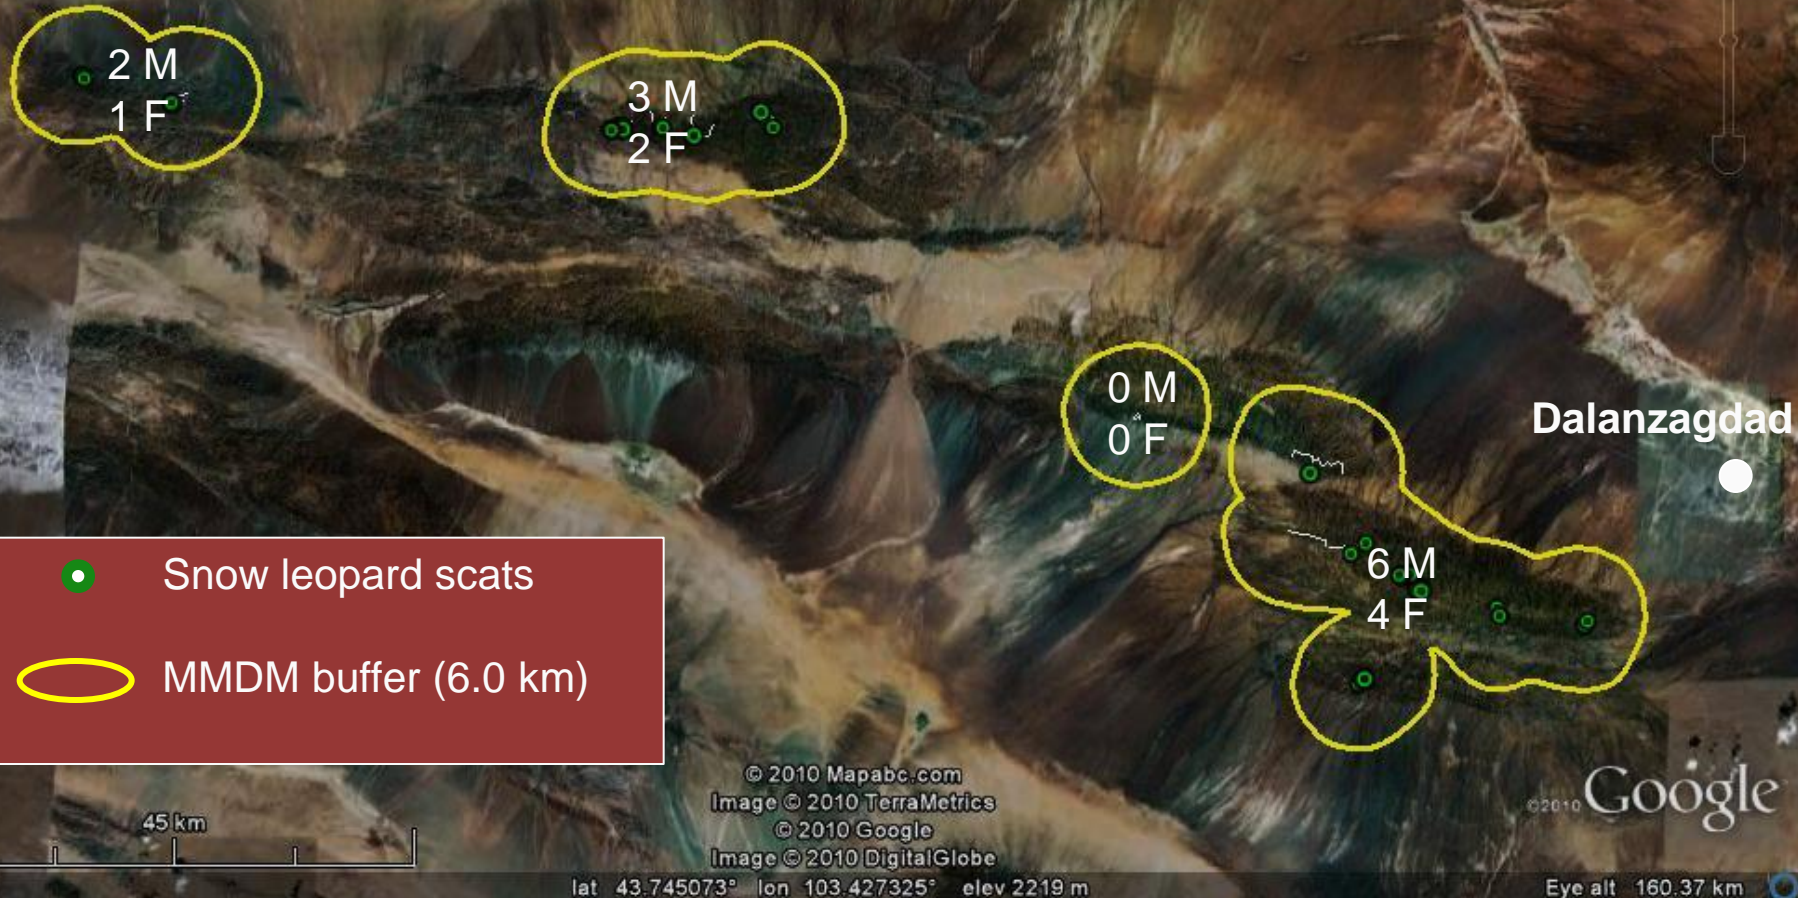 2 M
1 F
3 M
2 F
0 M
0 F
Dalanzagdad
6 M
4 F
Snow leopard scats
MMDM buffer (6.0 km)
45 km
© 2010 Mapabc.com
Image © 2010 TerraMetrics
© 2010 Google
Image © 2010 DigitalGlobe
©2010 Google
lat 43.745073° lon 103.427325° elev 2219 m
Eye alt 160.37 km